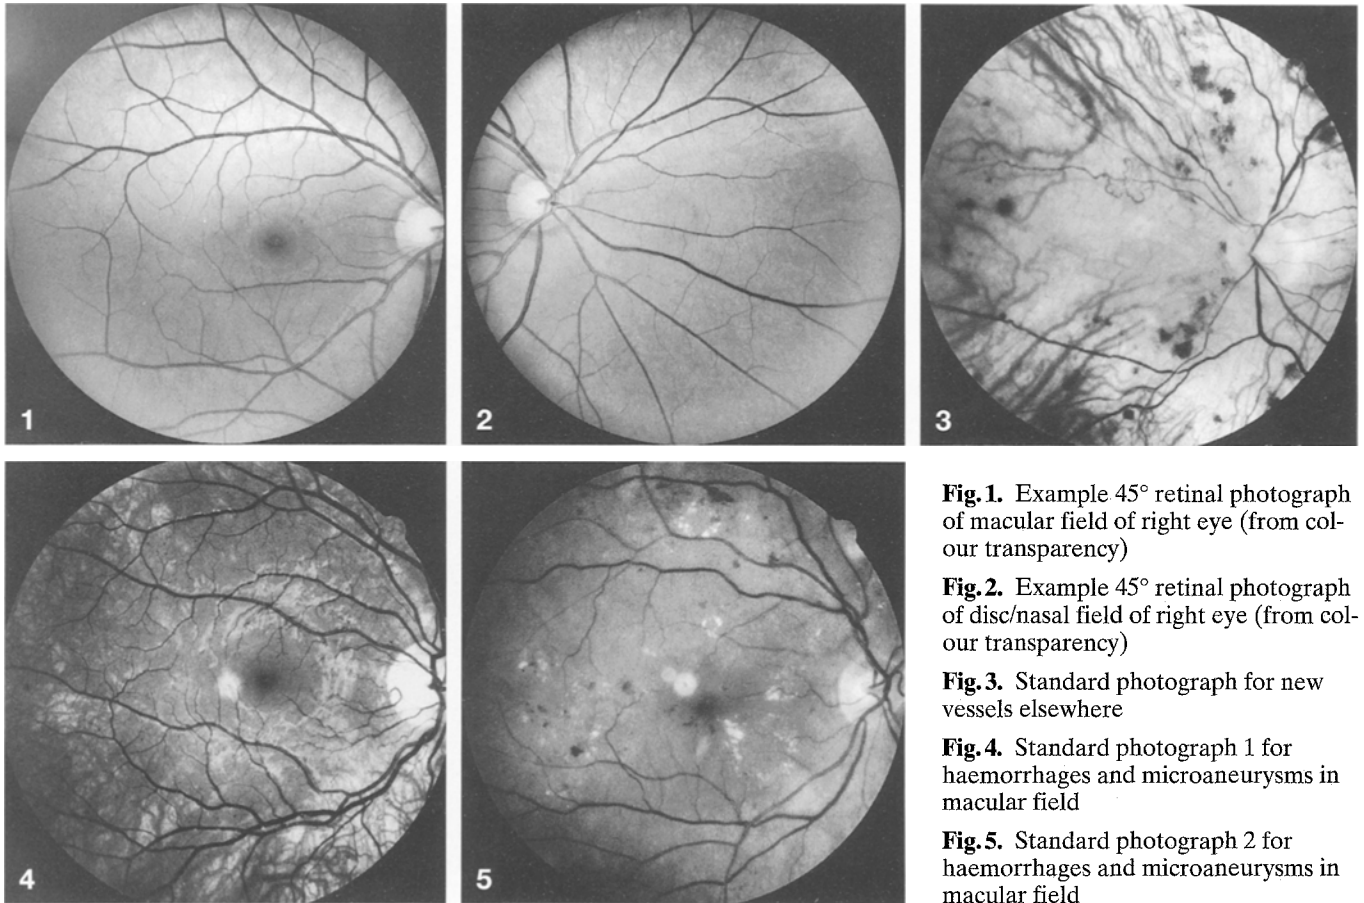 1
2
3
4
5
Fig. 1. Example 45° retinal photograph
of macular field of right eye (from col-
our transparency)
Fig. 2. Example 45° retinal photograph
of disc/nasal field of right eye (from col-
our transparency)
Fig. 3. Standard photograph for new
vessels elsewhere
Fig. 4. Standard photograph 1 for
haemorrhages and microaneurysms in
macular field
Fig. 5. Standard photograph 2 for
haemorrhages and microaneurysms in
macular field